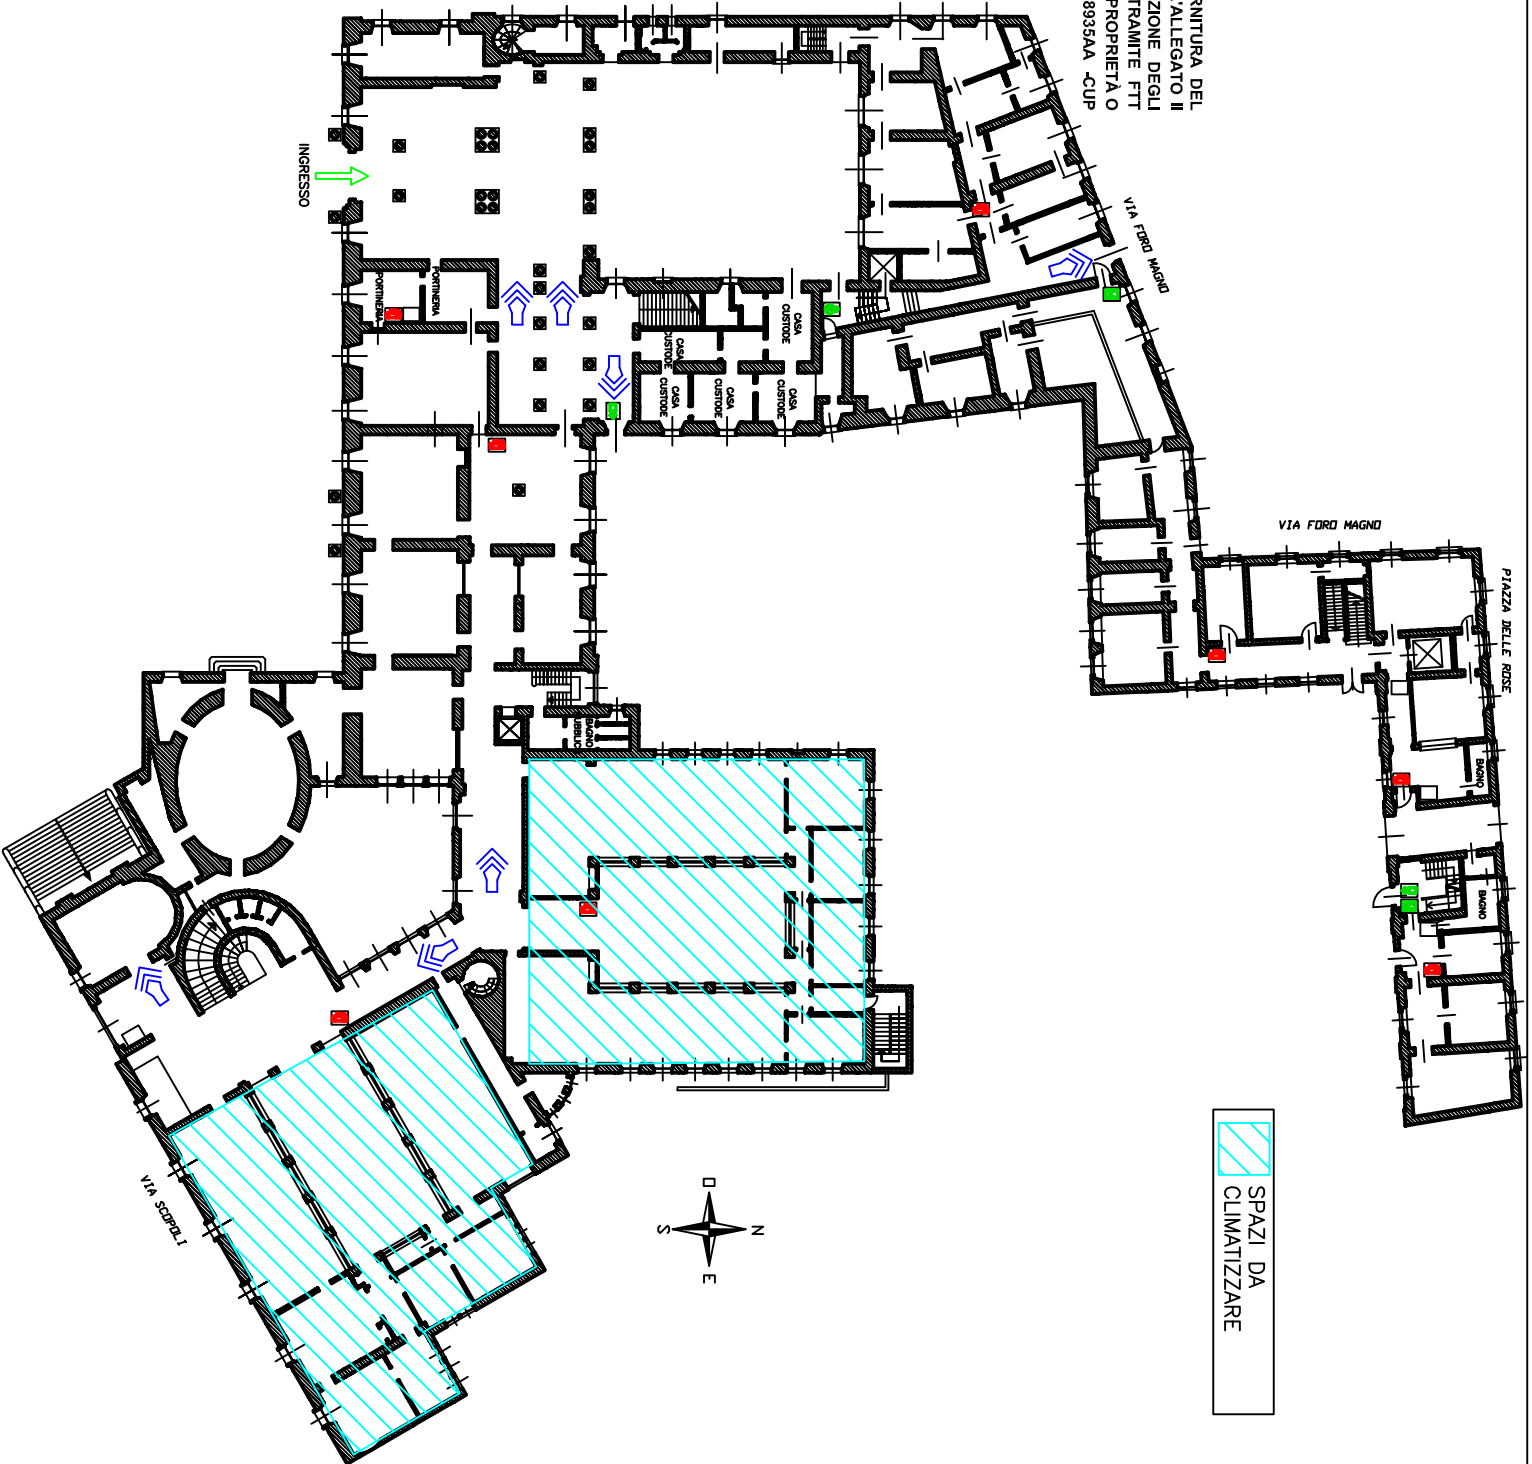 RNITURA DEL
'ALLEGATO II
ZIONE DEGLI
TRAMITE FTT
PROPRIETÀ O
8935AA -CUP
INGRESSO
VIA FORO MAGNO
PORTINERIA
PORTINERIA
CASA
CUSTODE
CASA
CUSTODE
CASA
CUSTODE
CASA
CUSTODE
CASA
CUSTODE
VIA FORO MAGNO
PIAZZA DELLE ROSE
BAGNO
BAGNO
BAGNO
UBBLIC
VIA SCOPOLI
N
O
E
S
SPAZI DA
CLIMATIZZARE